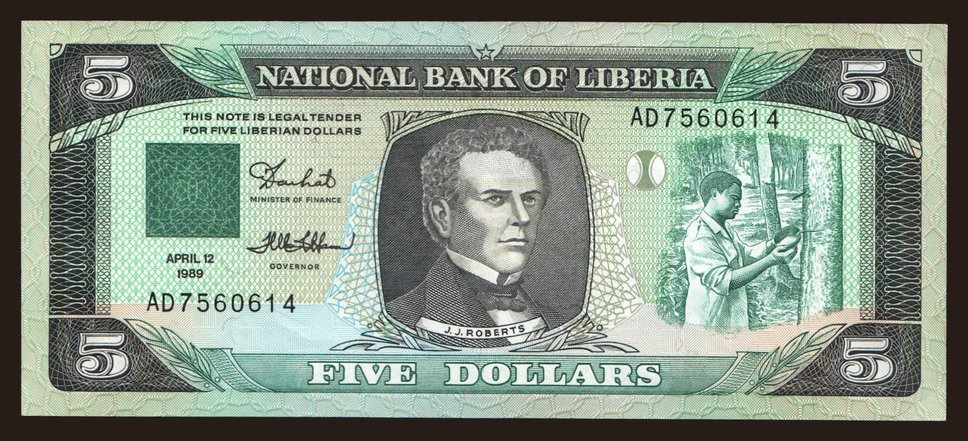 5
5
NATIONAL BANK OF LIBERIA
THIS NOTE IS LEGAL TENDER
FOR FIVE LIBERIAN DOLLARS
AD7560614
MINISTER OF FINANCE
GOVERNOR
APRIL 12
1989
AD7560614
J.J.ROBERTS
5
FIVE DOLLARS
5